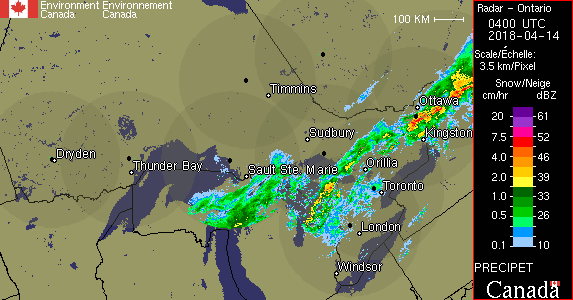 Environment Environnement
Canada Canada
100 KM
Radar - Ontario
0400 UTC
2018-04-14
Scale/Échelle:
3.5 km/Pixel
Snow/Neige
cm/hr dBZ
20 61
7.5 52
4.0 46
2.0 39
1.0 33
0.5 26
0.1 10
PRECIPET
Canada
Timmins
Ottawa
Sudbury
Kingston
Dryden
Thunder Bay
Sault Ste. Marie
Orillia
Toronto
London
Windsor